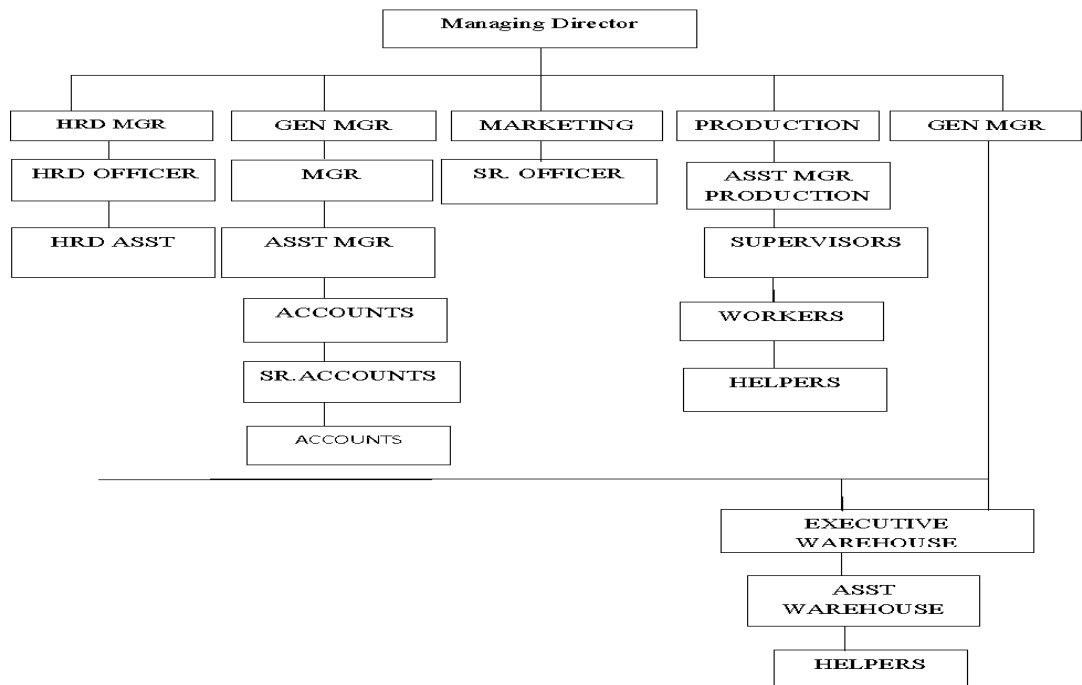 Managing Director
HRD MGR
GEN MGR
MARKETING
PRODUCTION
GEN MGR
HRD OFFICER
MGR
SR. OFFICER
ASST MGR
PRODUCTION
HRD ASST
ASST MGR
SUPERVISORS
ACCOUNTS
WORKERS
SR.ACCOUNTS
HELPERS
ACCOUNTS
EXECUTIVE
WAREHOUSE
ASST
WAREHOUSE
HELPERS